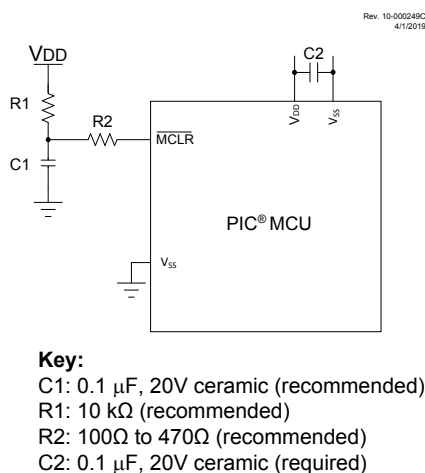 Rev. 10-000249C
4/1/2019
VDD
C2
R1
R2
C1
MCLR
VDD
VSS
PIC® MCU
VSS
Key:
C1: 0.1 μF, 20V ceramic (recommended)
R1: 10 kΩ (recommended)
R2: 100Ω to 470Ω (recommended)
C2: 0.1 μF, 20V ceramic (required)